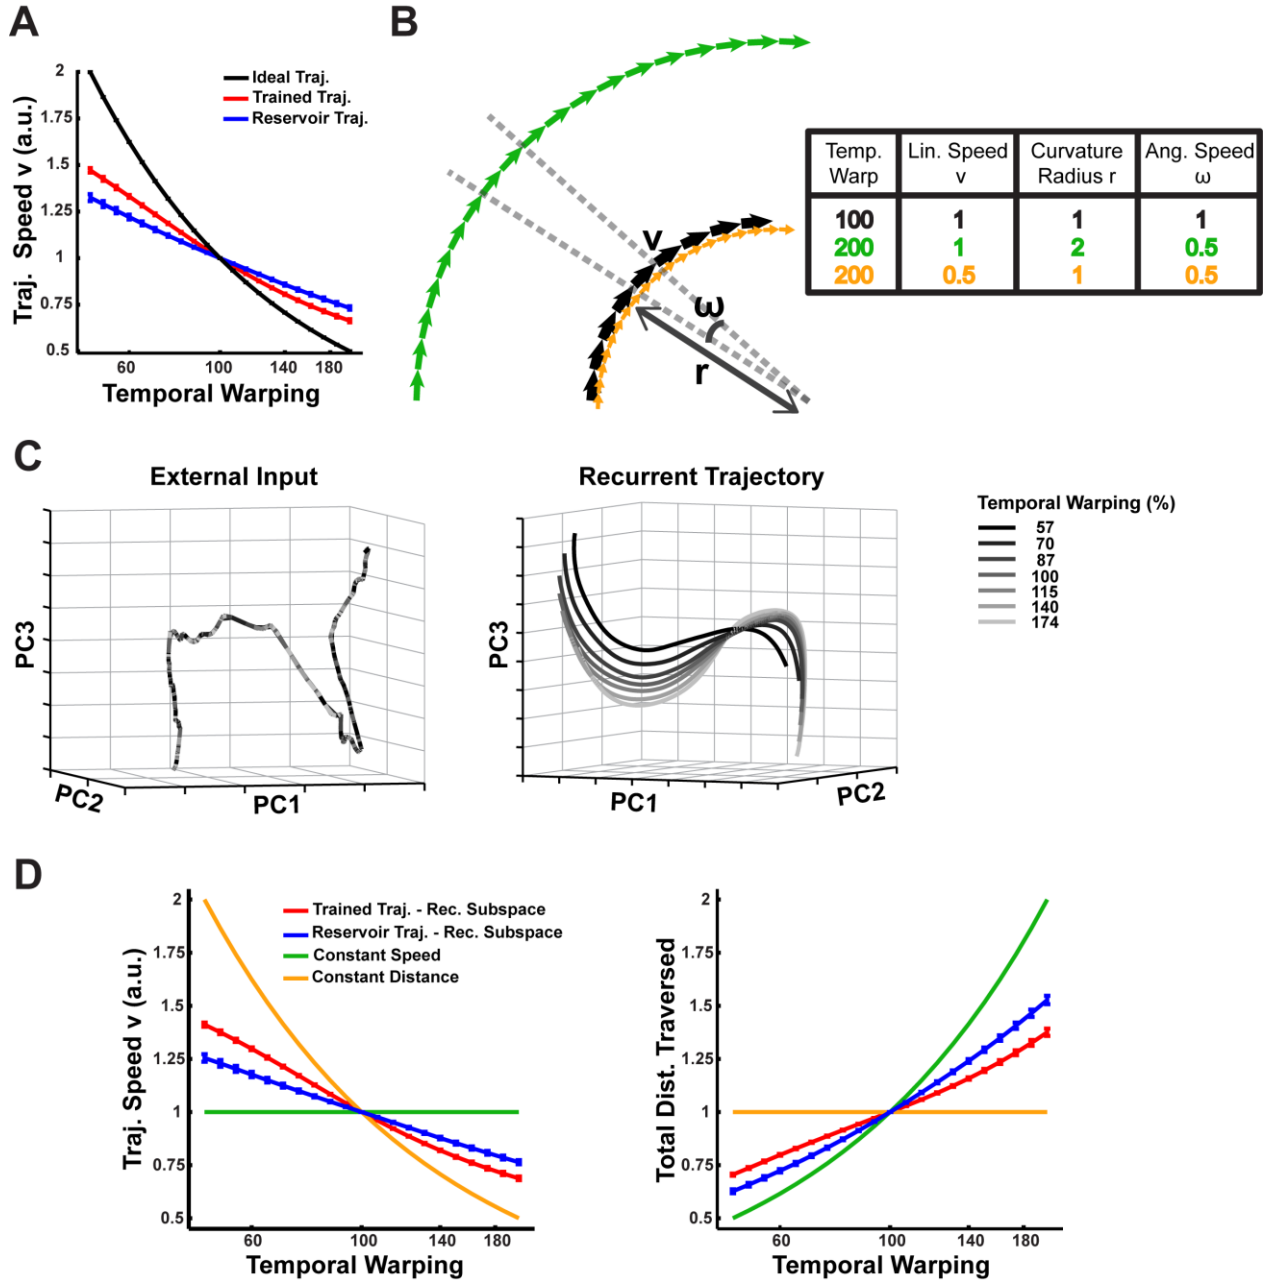 A
2
1.75
1.5
1.25
1
0.75
0.5
Traj. Speed v (a.u.)
Ideal Traj.
Trained Traj.
Reservoir Traj.
60
100
140
180
Temporal Warping
B
v
ω
r
Temp. Warp
Lin. Speed v
Curvature Radius r
Ang. Speed ω
100 1 1 1
200 1 2 0.5
200 0.5 1 0.5
C
External Input
PC3
PC2
PC1
Recurrent Trajectory
PC3
PC1
PC2
Temporal Warping (%)
57
70
87
100
115
140
174
D
2
1.75
1.5
1.25
1
0.75
0.5
Traj. Speed v (a.u.)
Trained Traj. - Rec. Subspace
Reservoir Traj. - Rec. Subspace
Constant Speed
Constant Distance
60
100
140
180
Temporal Warping
2
1.75
1.5
1.25
1
0.75
0.5
Total Dist. Traversed
60
100
140
180
Temporal Warping